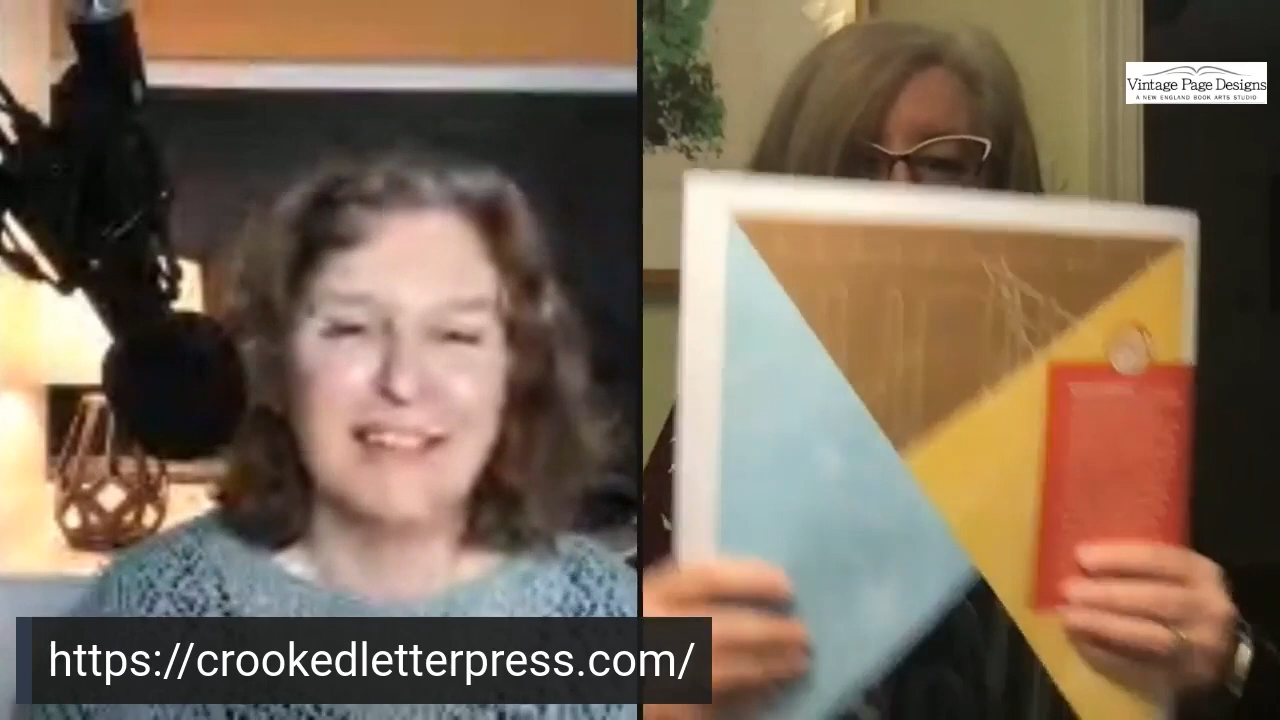 Vintage Page Designs
A NEW ENGLAND BOOK ARTS STUDIO
https://crookedletterpress.com/